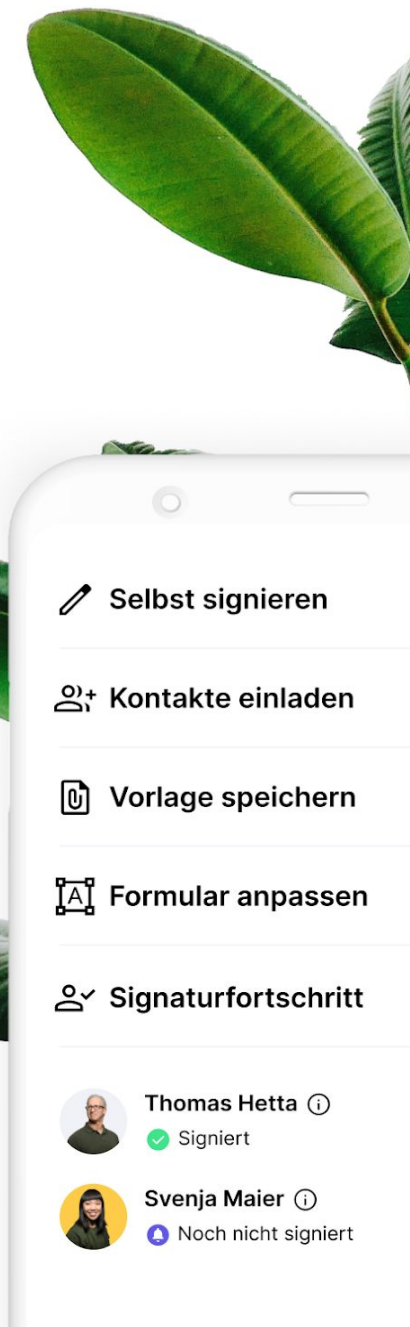 Selbst signieren
Kontakte einladen
Vorlage speichern
Formular anpassen
Signaturfortschritt
Thomas Hetta
Signiert
Svenja Maier
Noch nicht signiert